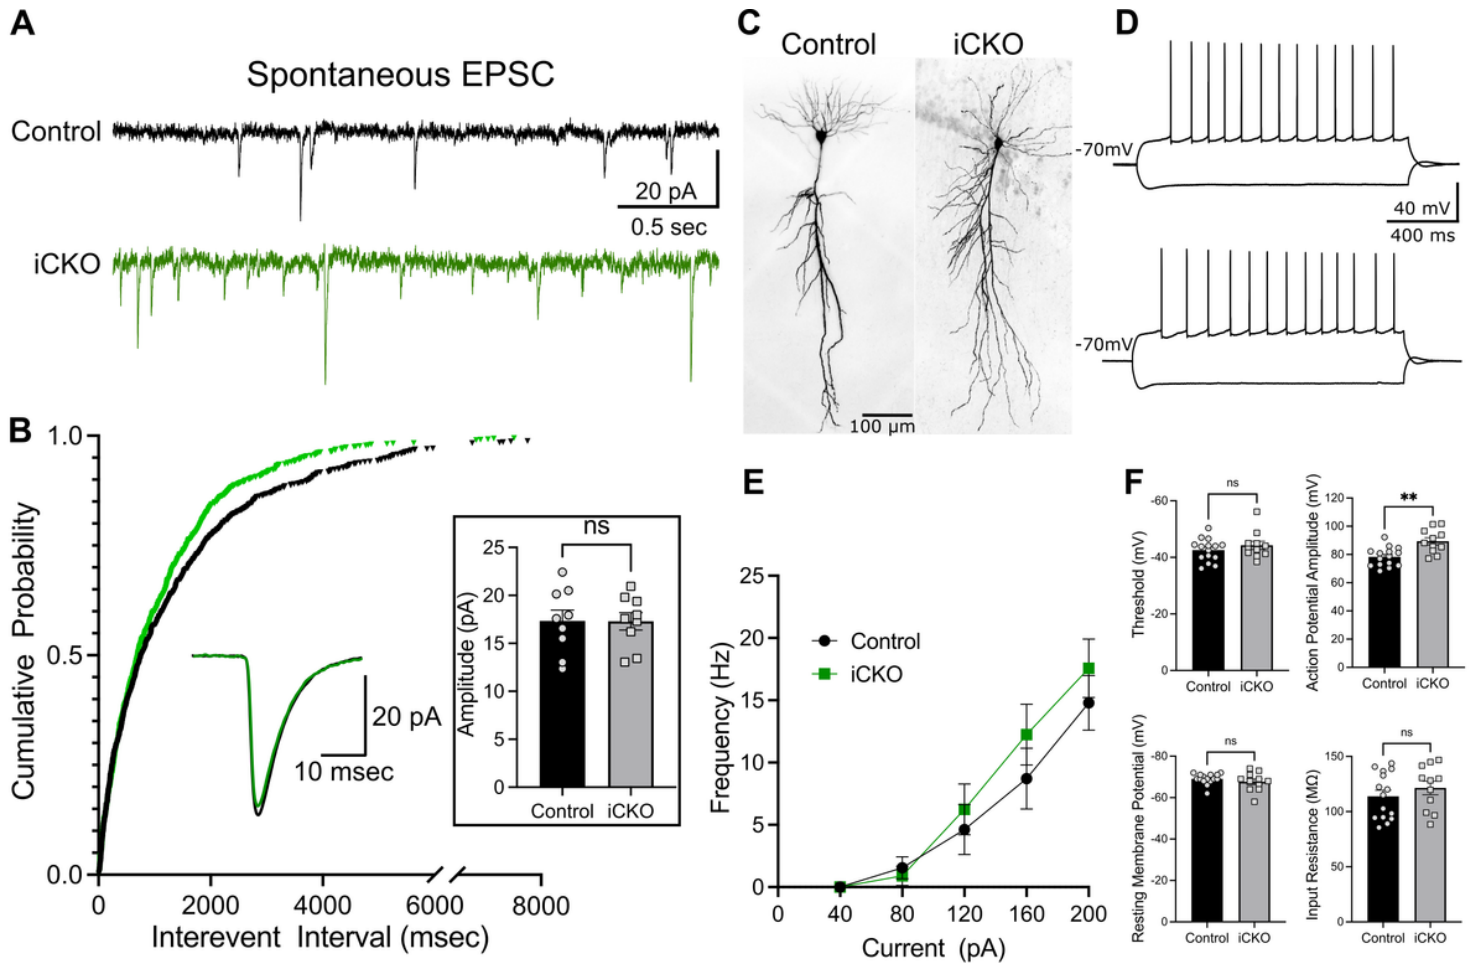 A
Spontaneous EPSC
Control
20 pA
0.5 sec
iCKO
C
Control
iCKO
100 µm
D
-70mV
40 mV
400 ms
-70mV
B
Cumulative Probability
1.0
0.5
0.0
0
2000
4000
6000
8000
Interevent Interval (msec)
20 pA
10 msec
ns
Amplitude (pA)
25
20
15
10
5
0
Control
iCKO
E
Frequency (Hz)
25
20
15
10
5
0
0
40
80
120
160
200
Current (pA)
Control
iCKO
F
Threshold (mV)
-60
-40
-20
0
ns
Control
iCKO
Action Potential Amplitude (mV)
120
100
80
60
40
20
0
**
Control
iCKO
Resting Membrane Potential (mV)
-80
-60
-40
-20
0
ns
Control
iCKO
Input Resistance (MΩ)
150
100
50
0
ns
Control
iCKO